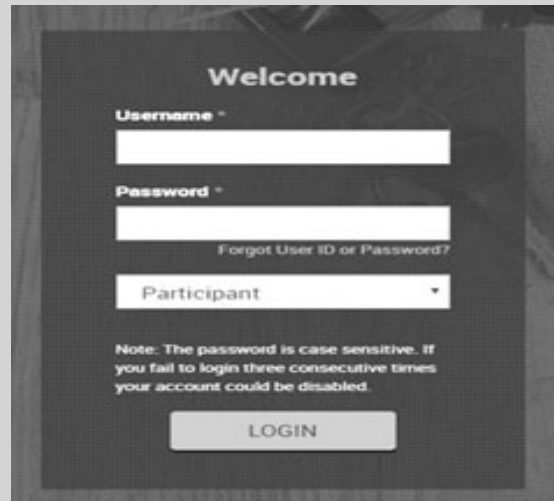 Welcome
Username *
Password *
Forgot User ID or Password?
Participant
Note: The password is case sensitive. If
you fail to login three consecutive times
your account could be disabled.
LOGIN